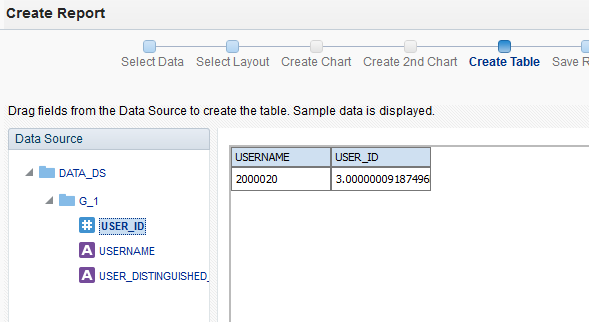 Create Report
Select Data Select Layout Create Chart Create 2nd Chart Create Table Save R
Drag fields from the Data Source to create the table. Sample data is displayed.
Data Source
DATA_DS
G_1
# USER_ID
A USERNAME
A USER_DISTINGUISHED_
USERNAME USER_ID
2000020 3.00000009187496